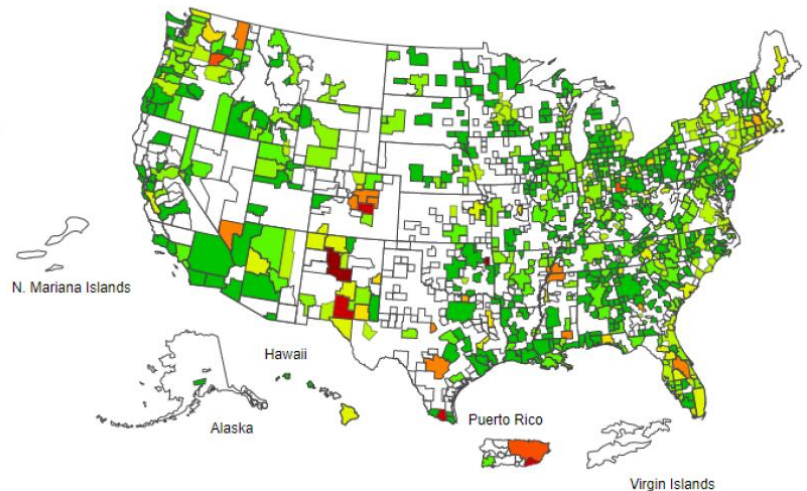 N. Mariana Islands
Hawaii
Alaska
Puerto Rico
Virgin Islands